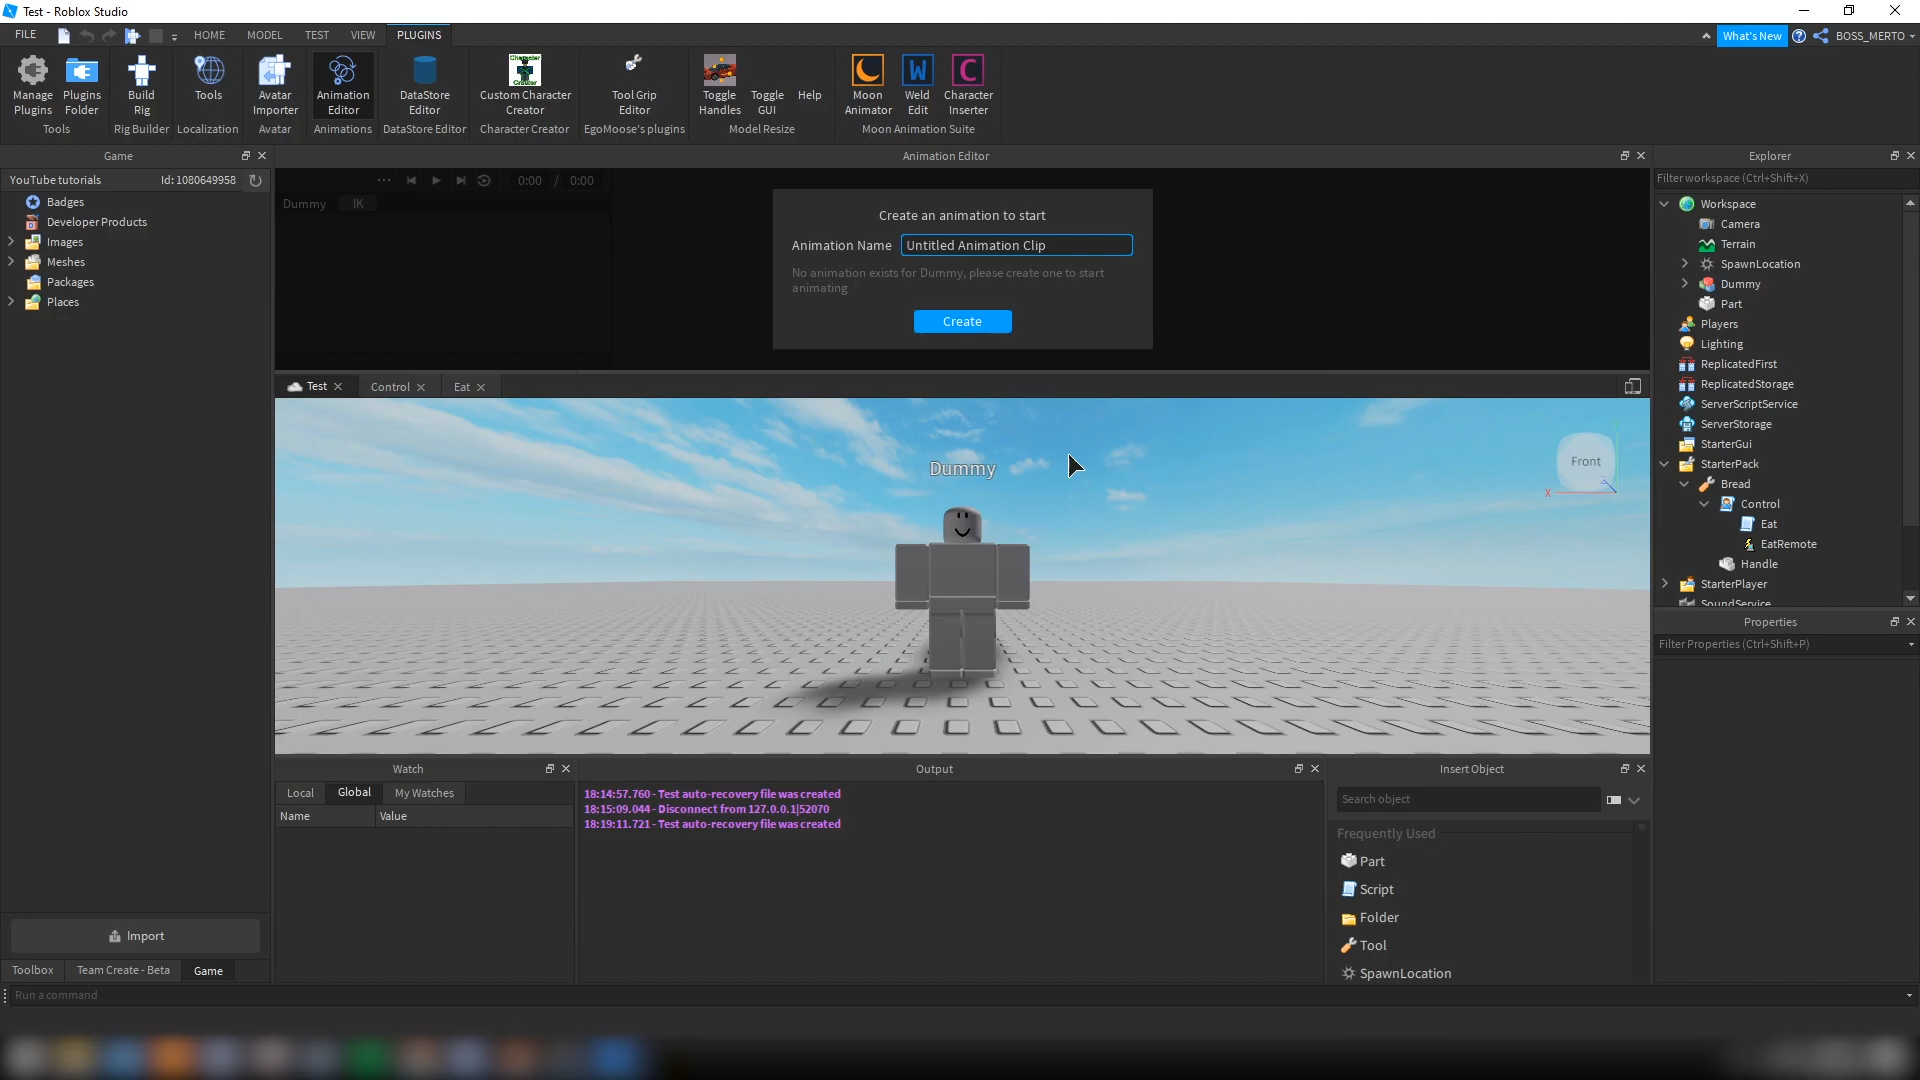 Test - Roblox Studio
FILE
HOME
MODEL
TEST
VIEW
PLUGINS
What's New
BOSS_MERTO
Manage Plugins
Plugins Folder
Build Rig
Tools
Avatar Importer
Animation Editor
DataStore Editor
Custom Character Creator
Tool Grip Editor
Toggle Handles
Toggle GUI
Help
Moon Animator
Weld Edit
Character Inserter
Tools
Rig Builder
Localization
Avatar
Animations
DataStore Editor
Character Creator
EgoMoose's plugins
Model Resize
Moon Animation Suite
Game
YouTube tutorials
Id: 1080649958
Badges
Developer Products
Images
Meshes
Packages
Places
Import
Toolbox
Team Create - Beta
Game
Animation Editor
0:00 / 0:00
Dummy
IK
Create an animation to start
Animation Name
Untitled Animation Clip
No animation exists for Dummy, please create one to start
animating
Create
Test
Control
Eat
Dummy
Front
X
Watch
Local
Global
My Watches
Name
Value
Output
18:14:57.760 - Test auto-recovery file was created
18:15:09.044 - Disconnect from 127.0.0.1|52070
18:19:11.721 - Test auto-recovery file was created
Insert Object
Search object
Frequently Used
Part
Script
Folder
Tool
SpawnLocation
Explorer
Filter workspace (Ctrl+Shift+X)
Workspace
Camera
Terrain
SpawnLocation
Dummy
Part
Players
Lighting
ReplicatedFirst
ReplicatedStorage
ServerScriptService
ServerStorage
StarterGui
StarterPack
Bread
Control
Eat
EatRemote
Handle
StarterPlayer
SoundService
Properties
Filter Properties (Ctrl+Shift+P)
Run a command